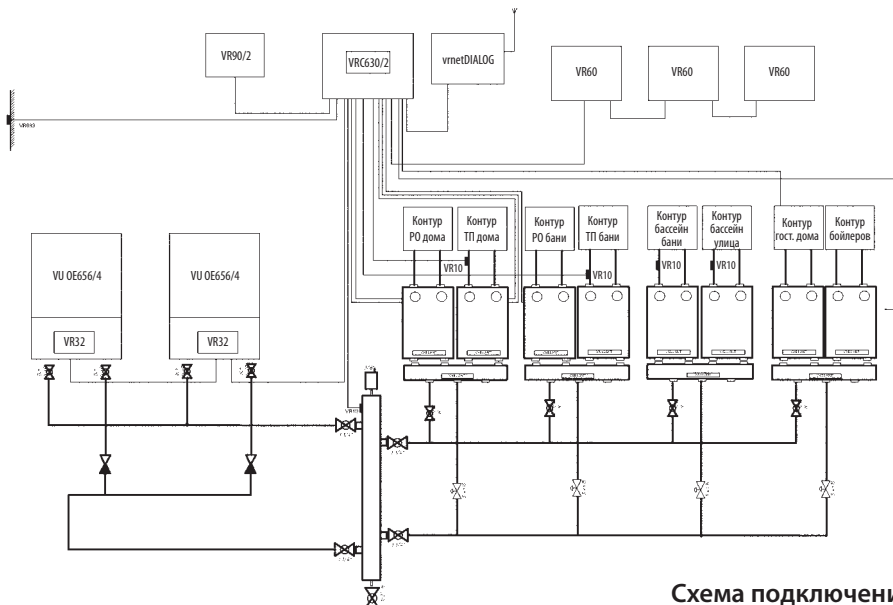 VR90/2
VRC630/2
vrnetDIALOG
VR60
VR60
VR60
VR693
Контур
РО дома
Контур
ТП дома
Контур
РО бани
Контур
ТП бани
Контур
бассейн
бани
Контур
бассейн
улица
Контур
гост. дома
Контур
бойлеров
VR10
VR10
VR10
VR10
VU OE656/4
VU OE656/4
VR32
VR32
Схема подключени